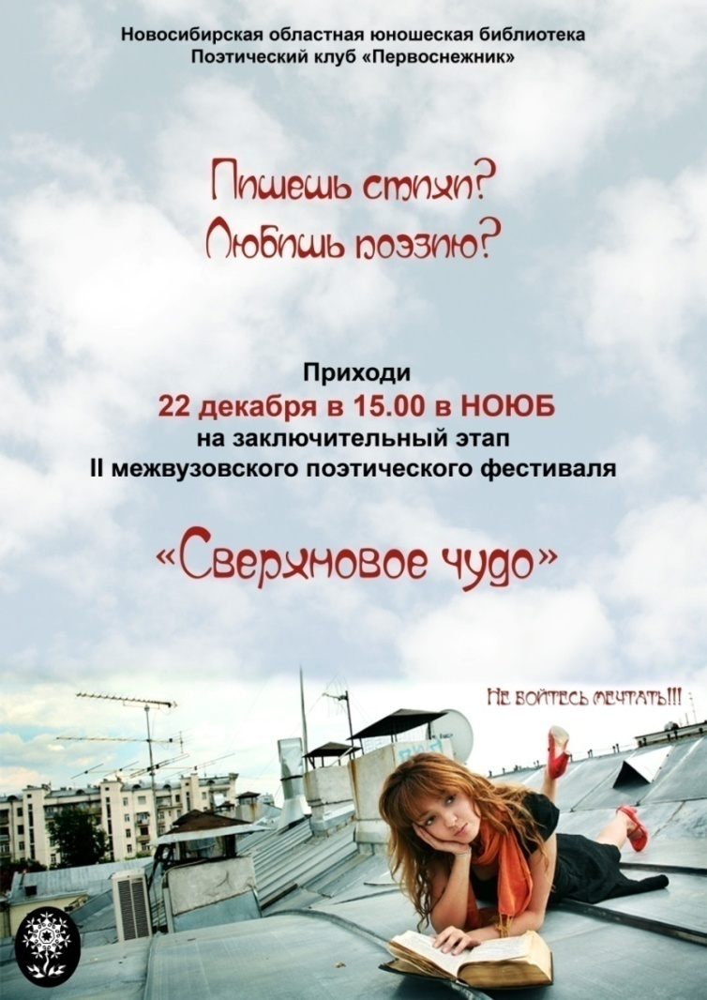 Новосибирская областная юношеская библиотека
Поэтический клуб «Первоснежник»
Пишешь стихи?
Любишь поэзию?
Приходи
22 декабря в 15.00 в НОЮБ
на заключительный этап
II межвузовского поэтического фестиваля
«Сверхновое чудо»
Не бойтесь мечтать!!!